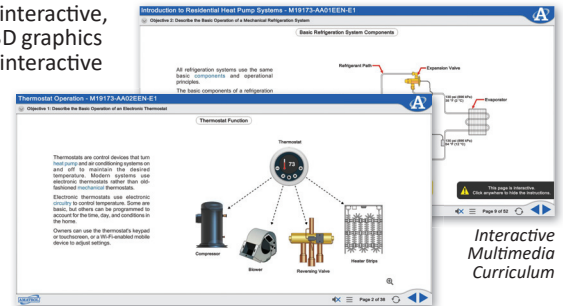 interactive,
3D graphics
interactive
Introduction to Residential Heat Pump Systems - M19173-AA01EEN-E1
Objective 2: Describe the Basic Operation of a Mechanical Refrigeration System
Basic Refrigeration System Components
All refrigeration systems use the same
basic components and operational
principles.
The basic components of a refrigeration
Refrigerant Path
Expansion Valve
Evaporator
This page is interactive.
Click anywhere to hide the instructions.
Page 9 of 52
Thermostat Operation - M19173-AA02EEN-E1
Objective 1: Describe the Basic Operation of an Electronic Thermostat
Thermostat Function
Thermostats are control devices that turn
heat pump and air conditioning systems on
and off to maintain the desired
temperature. Modern systems use
electronic thermostats rather than old-
fashioned mechanical thermostats.
Electronic thermostats use electronic
circuitry to control temperature. Some are
basic, but others can be programmed to
account for the time, day, and conditions in
the home.
Owners can use the thermostat's keypad
or touchscreen, or a Wi-Fi-enabled mobile
device to adjust settings.
Thermostat
73
Compressor
Blower
Reversing Valve
Heater Strips
AMATROL
Page 2 of 38
Interactive
Multimedia
Curriculum